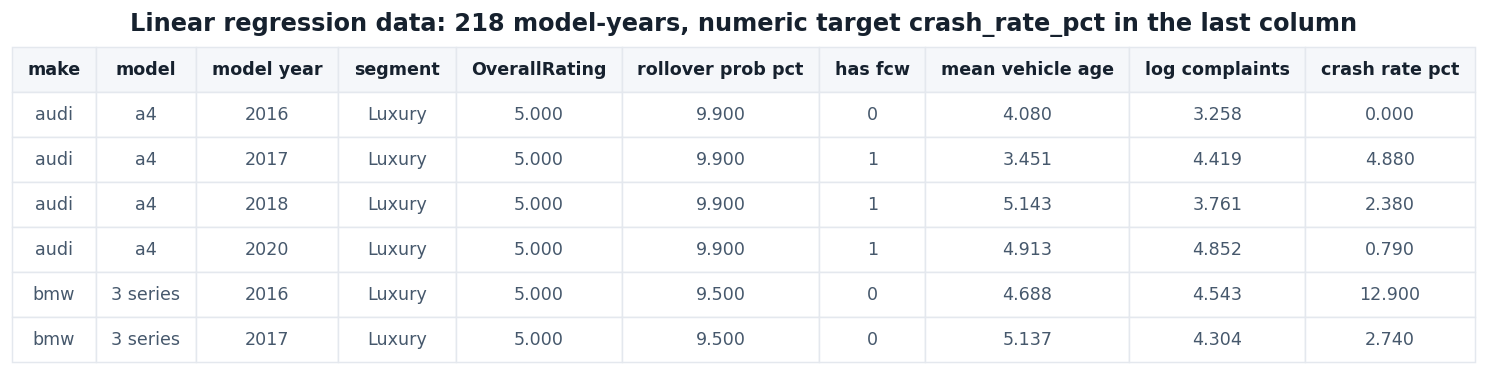 Linear regression data: 218 model-years, numeric target crash_rate_pct in the last column
make model model year segment OverallRating rollover prob pct has fcw mean vehicle age log complaints crash rate pct
audi a4 2016 Luxury 5.000 9.900 0 4.080 3.258 0.000
audi a4 2017 Luxury 5.000 9.900 1 3.451 4.419 4.880
audi a4 2018 Luxury 5.000 9.900 1 5.143 3.761 2.380
audi a4 2020 Luxury 5.000 9.900 1 4.913 4.852 0.790
bmw 3 series 2016 Luxury 5.000 9.500 0 4.688 4.543 12.900
bmw 3 series 2017 Luxury 5.000 9.500 0 5.137 4.304 2.740